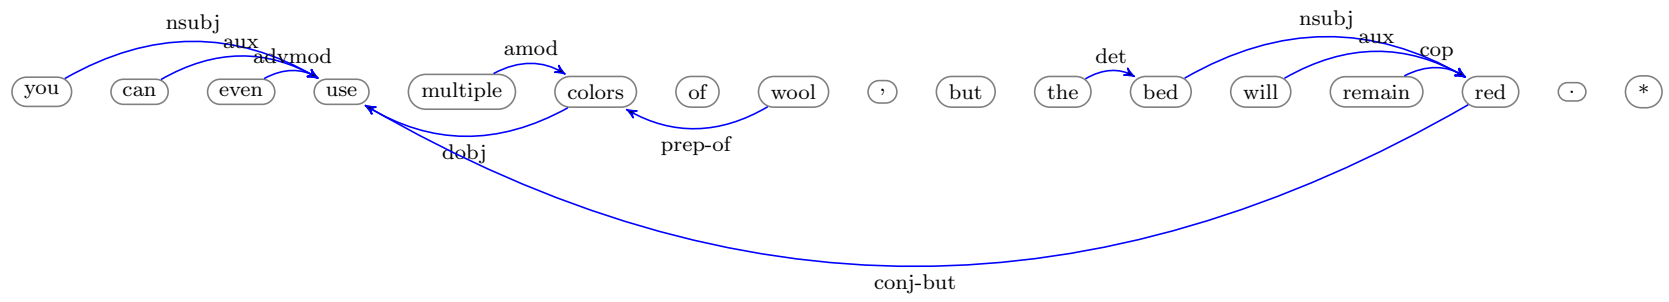 nsubj
nsubj
aux
aux
advmod
amod
det
cop
you can even use multiple colors of wool , but the bed will remain red . *
dobj
prep-of
conj-but